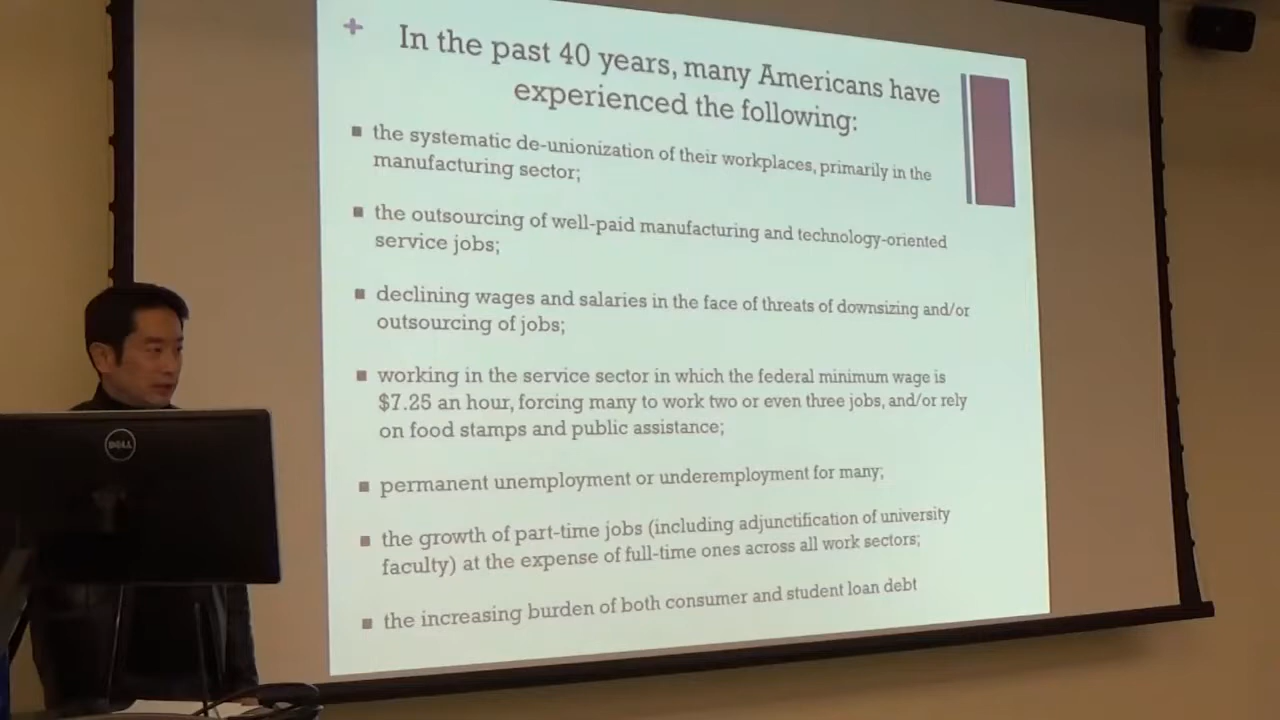 + In the past 40 years, many Americans have
experienced the following:
■ the systematic de-unionization of their workplaces, primarily in the
manufacturing sector;
■ the outsourcing of well-paid manufacturing and technology-oriented
service jobs;
■ declining wages and salaries in the face of threats of downsizing and/or
outsourcing of jobs;
■ working in the service sector in which the federal minimum wage is
$7.25 an hour, forcing many to work two or even three jobs, and/or rely
on food stamps and public assistance;
■ permanent unemployment or underemployment for many;
■ the growth of part-time jobs (including adjunctification of university
faculty) at the expense of full-time ones across all work sectors;
■ the increasing burden of both consumer and student loan debt
DELL